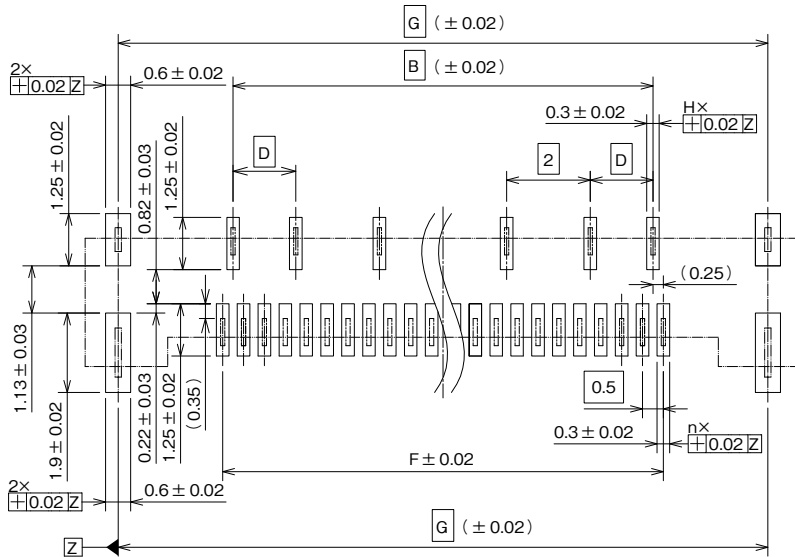 G (±0.02)
B (±0.02)
2×
0.02 Z
0.6±0.02
0.3±0.02
H×
0.02 Z
D
2
D
1.25±0.02
0.82±0.03
1.25±0.02
(0.25)
1.13±0.03
1.9±0.02
0.22±0.03
1.25±0.02
(0.35)
0.5
0.3±0.02
n×
0.02 Z
F±0.02
2×
0.02 Z
0.6±0.02
G (±0.02)
Z